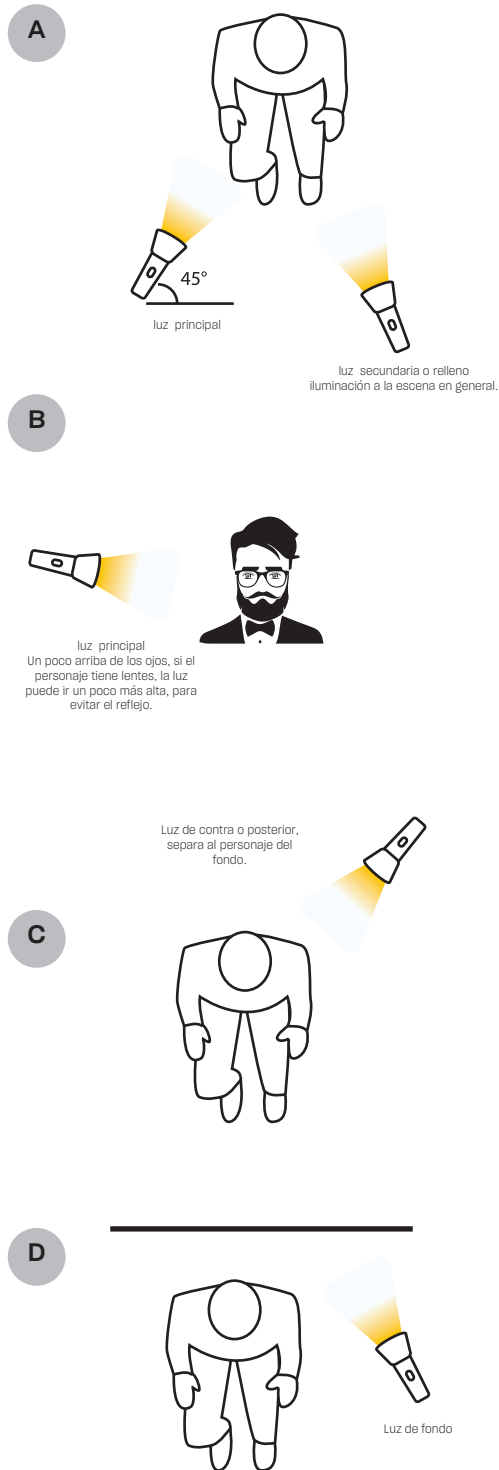 A
45°
luz principal
luz secundaria o relleno
iluminación a la escena en general.
B
luz principal
Un poco arriba de los ojos, si el
personaje tiene lentes, la luz
puede ir un poco más alta, para
evitar el reflejo.
Luz de contra o posterior,
separa al personaje del
fondo.
C
D
Luz de fondo